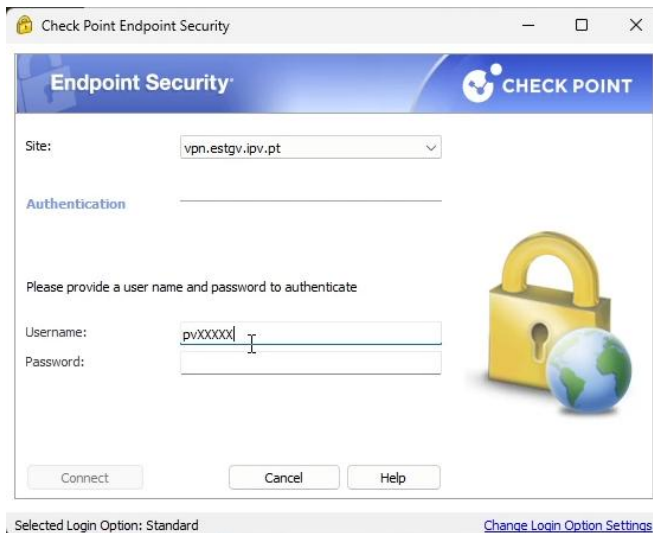 Check Point Endpoint Security
Endpoint Security
CHECK POINT
Site: vpn.estgv.ipv.pt
Authentication
Please provide a user name and password to authenticate
Username: pvXXXXX
Password:
Connect Cancel Help
Selected Login Option: Standard Change Login Option Settings